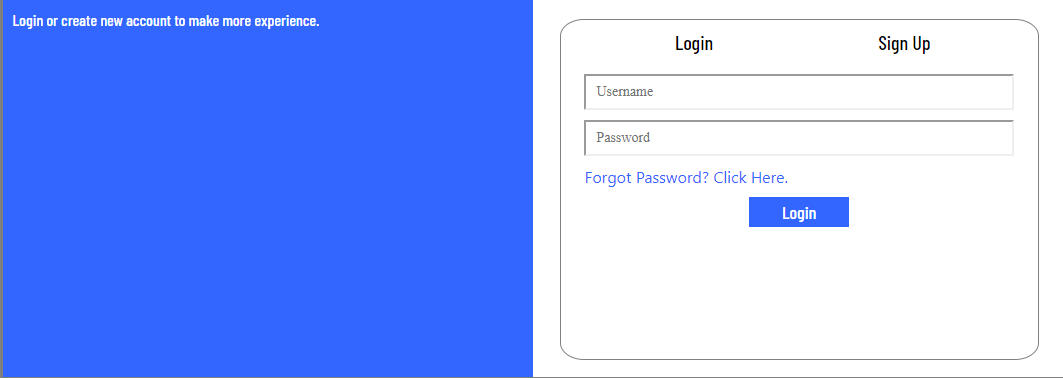 Login or create new account to make more experience.
Login
Sign Up
Username
Password
Forgot Password? Click Here.
Login